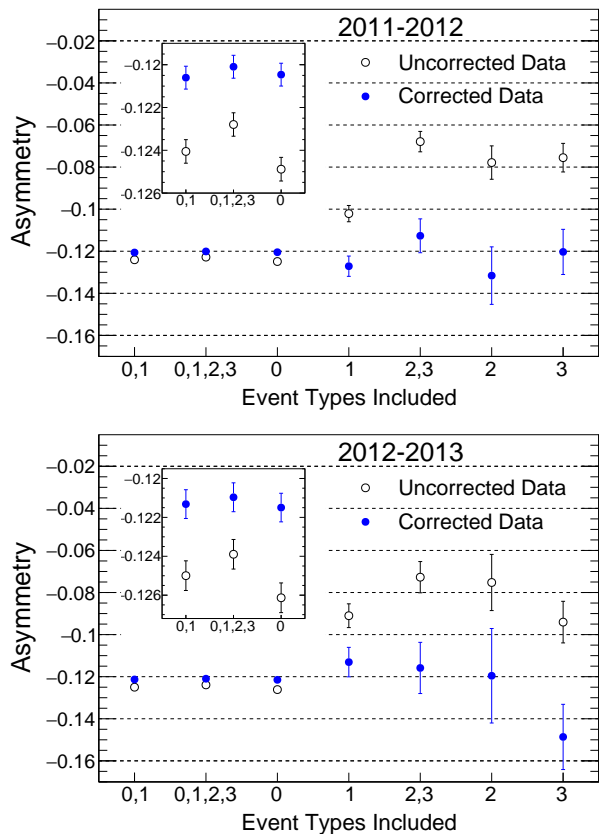 2011-2012
Uncorrected Data
Corrected Data
Asymmetry
−0.02
−0.04
−0.06
−0.08
−0.1
−0.12
−0.14
−0.16
−0.12
−0.122
−0.124
−0.126
0,1 0,1,2,3 0
0,1 0,1,2,3 0 1 2,3 2 3
Event Types Included
2012-2013
Uncorrected Data
Corrected Data
Asymmetry
−0.02
−0.04
−0.06
−0.08
−0.1
−0.12
−0.14
−0.16
−0.12
−0.122
−0.124
−0.126
0,1 0,1,2,3 0
0,1 0,1,2,3 0 1 2,3 2 3
Event Types Included